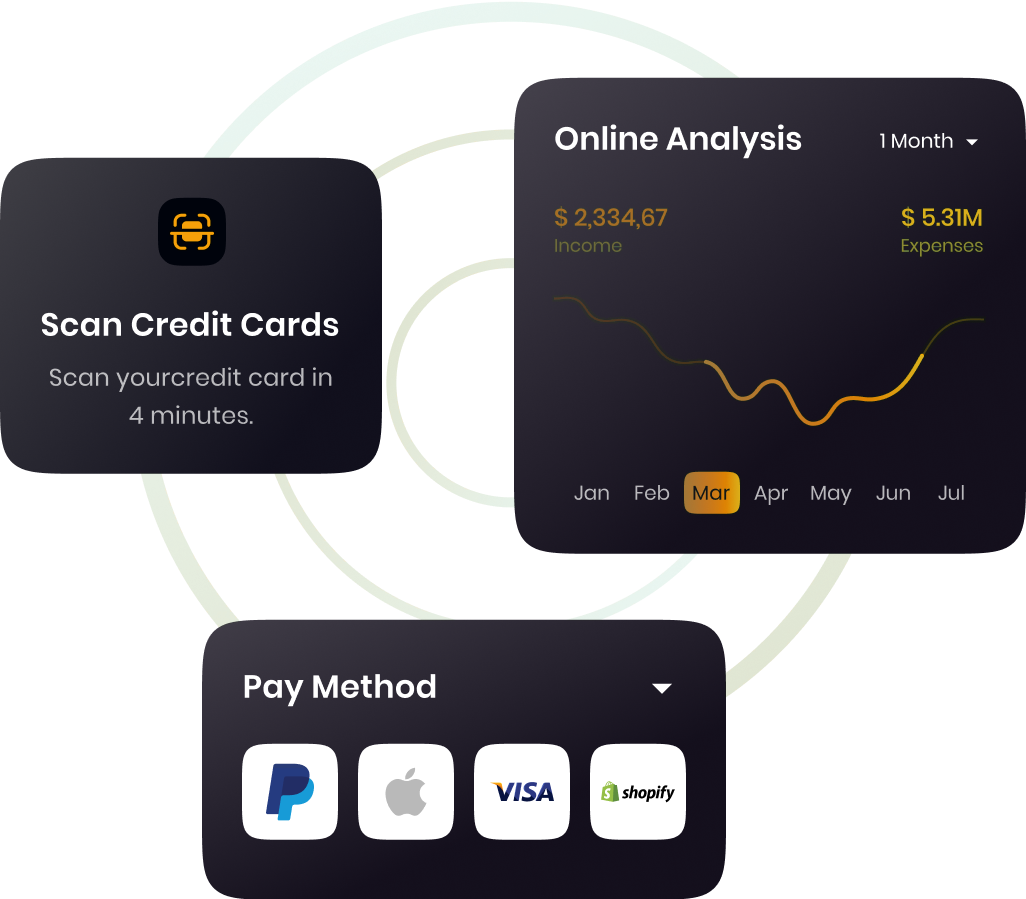 Online Analysis
1 Month
$ 2,334,67
$ 5.31M
Income
Expenses
Jan Feb Mar Apr May Jun Jul
Scan Credit Cards
Scan yourcredit card in
4 minutes.
Pay Method
VISA
shopify